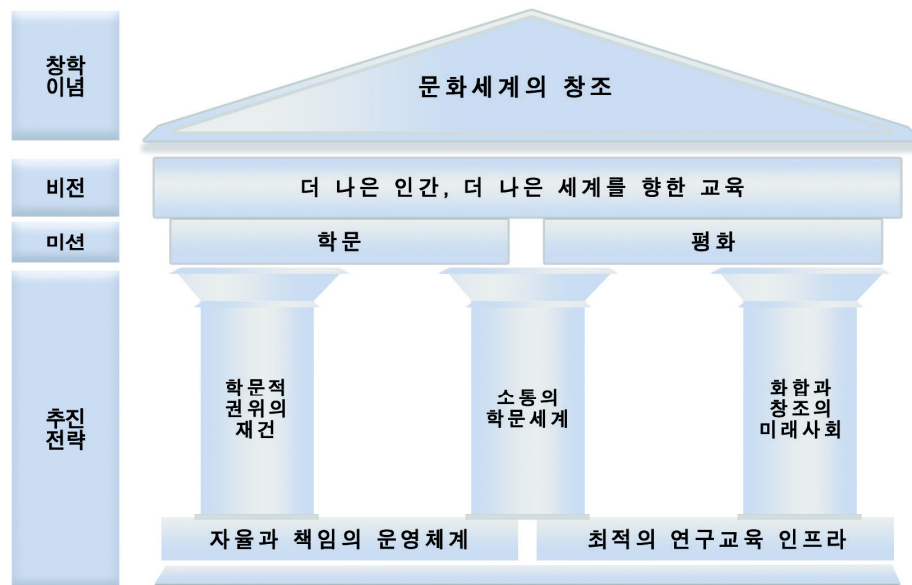 창학
이념
문화세계의 창조
비전
더 나은 인간, 더 나은 세계를 향한 교육
미션
학문
평화
추진
전략
학문적
권위의
재건
소통의
학문세계
화합과
창조의
미래사회
자율과 책임의 운영체계
최적의 연구교육 인프라